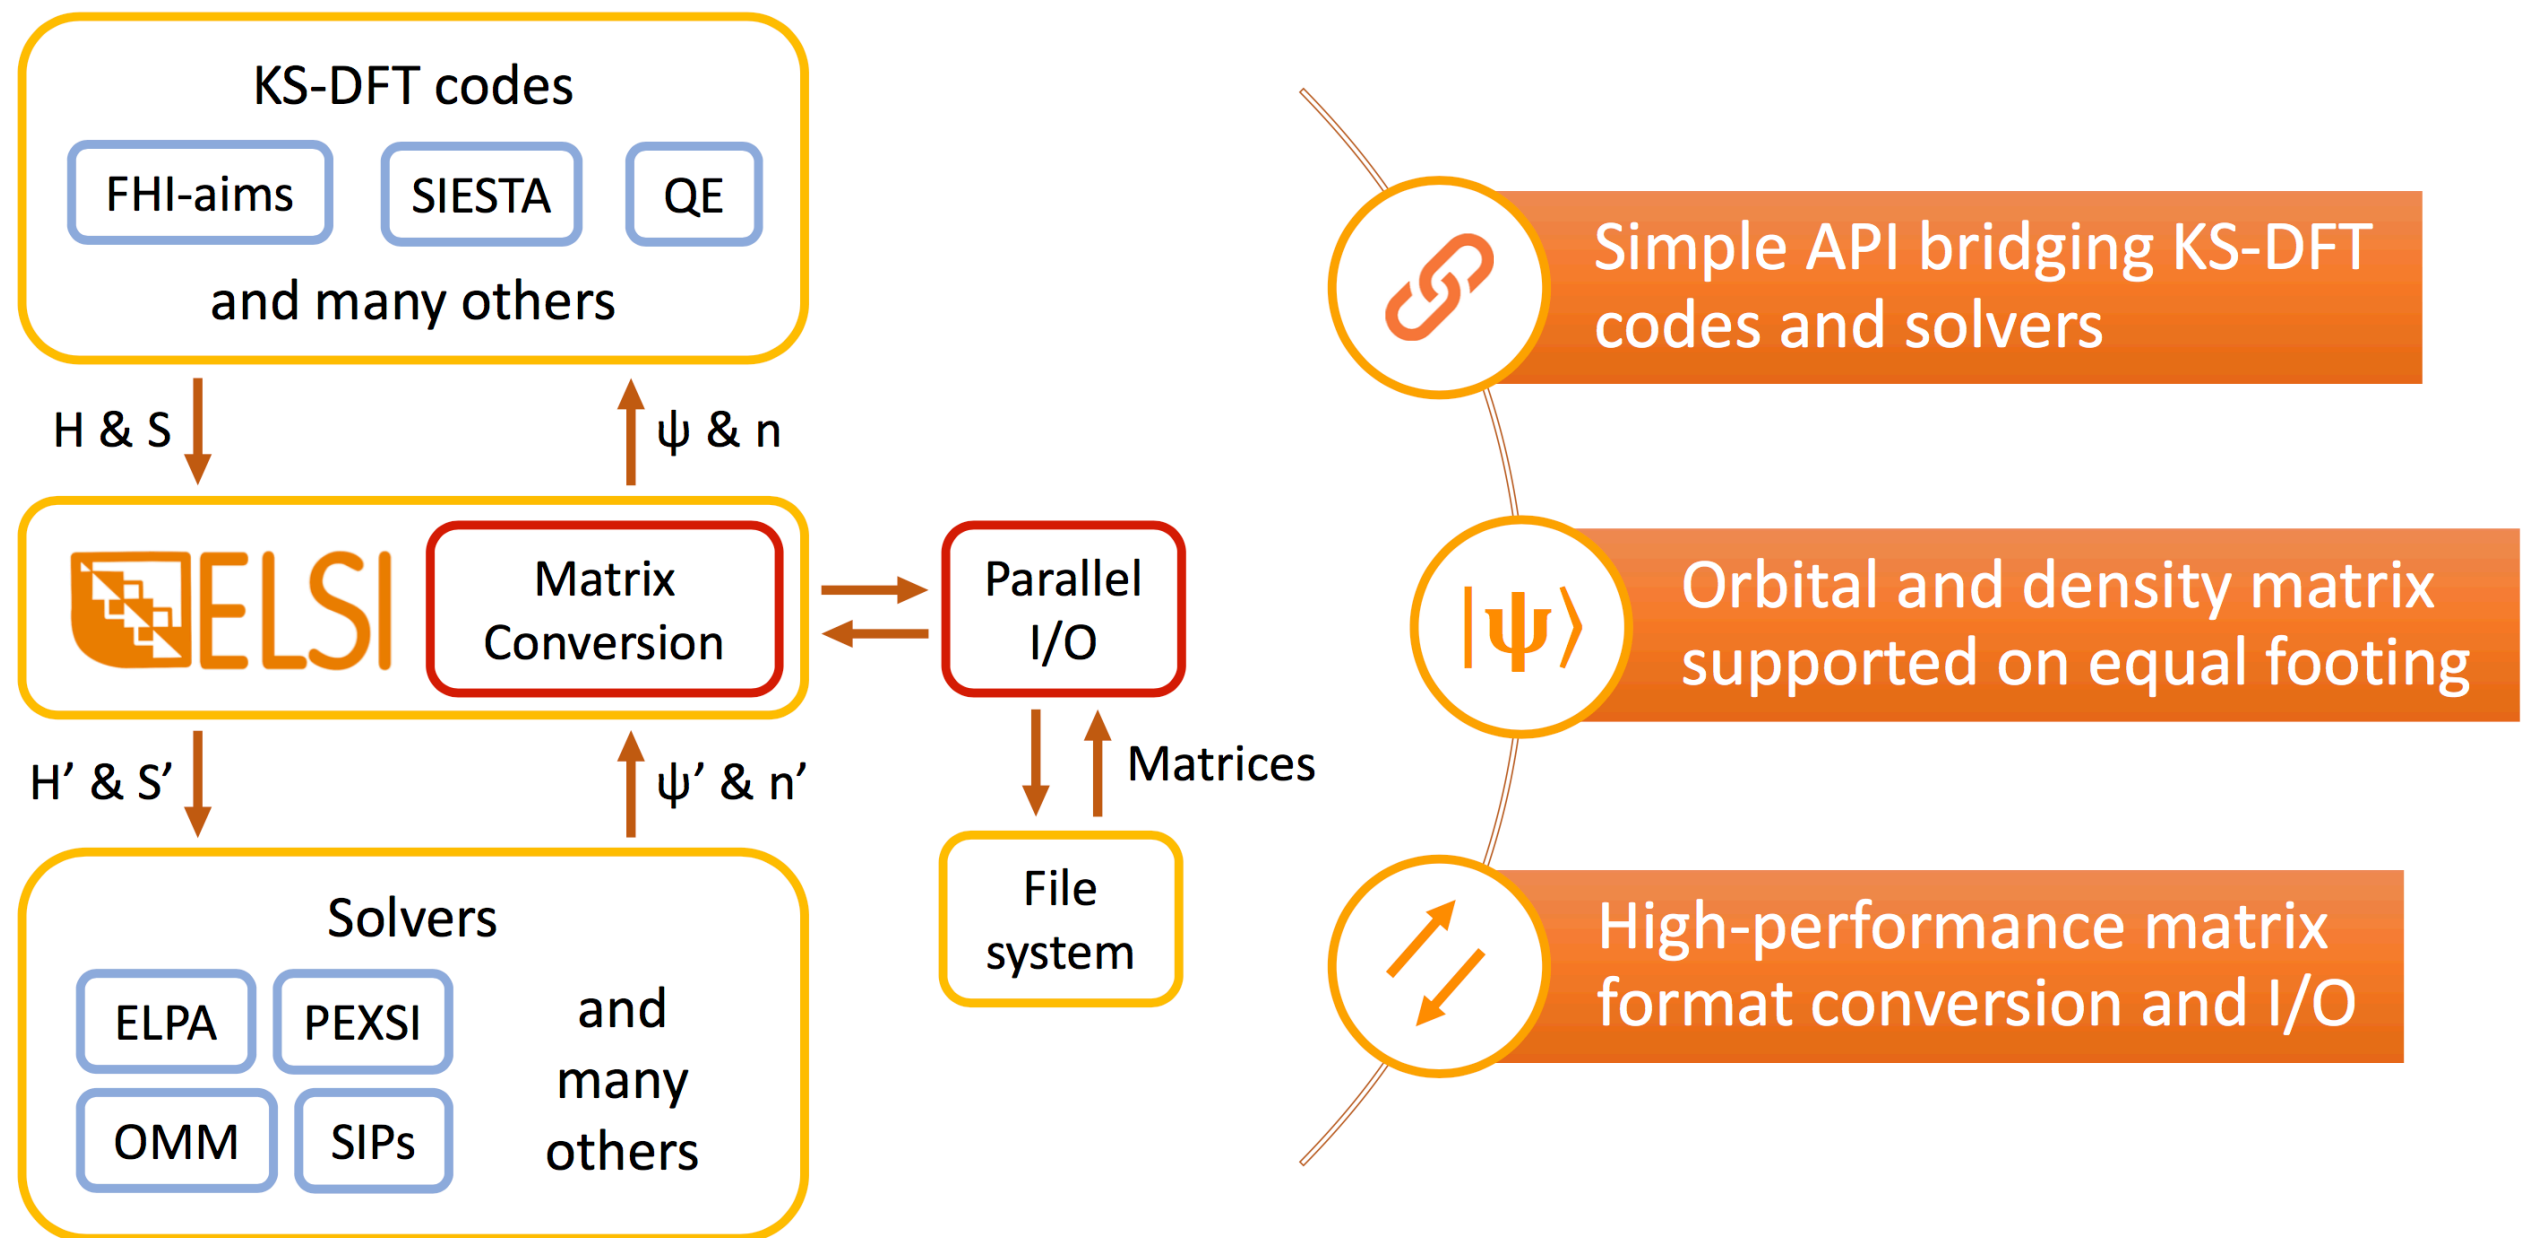 KS-DFT codes
FHI-aims
SIESTA
QE
and many others
H & S
ψ & n
ELSI
Matrix
Conversion
Parallel
I/O
H’ & S’
ψ’ & n’
Matrices
File
system
Solvers
ELPA
PEXSI
OMM
SIPs
and
many
others
Simple API bridging KS-DFT
codes and solvers
|ψ⟩
Orbital and density matrix
supported on equal footing
High-performance matrix
format conversion and I/O